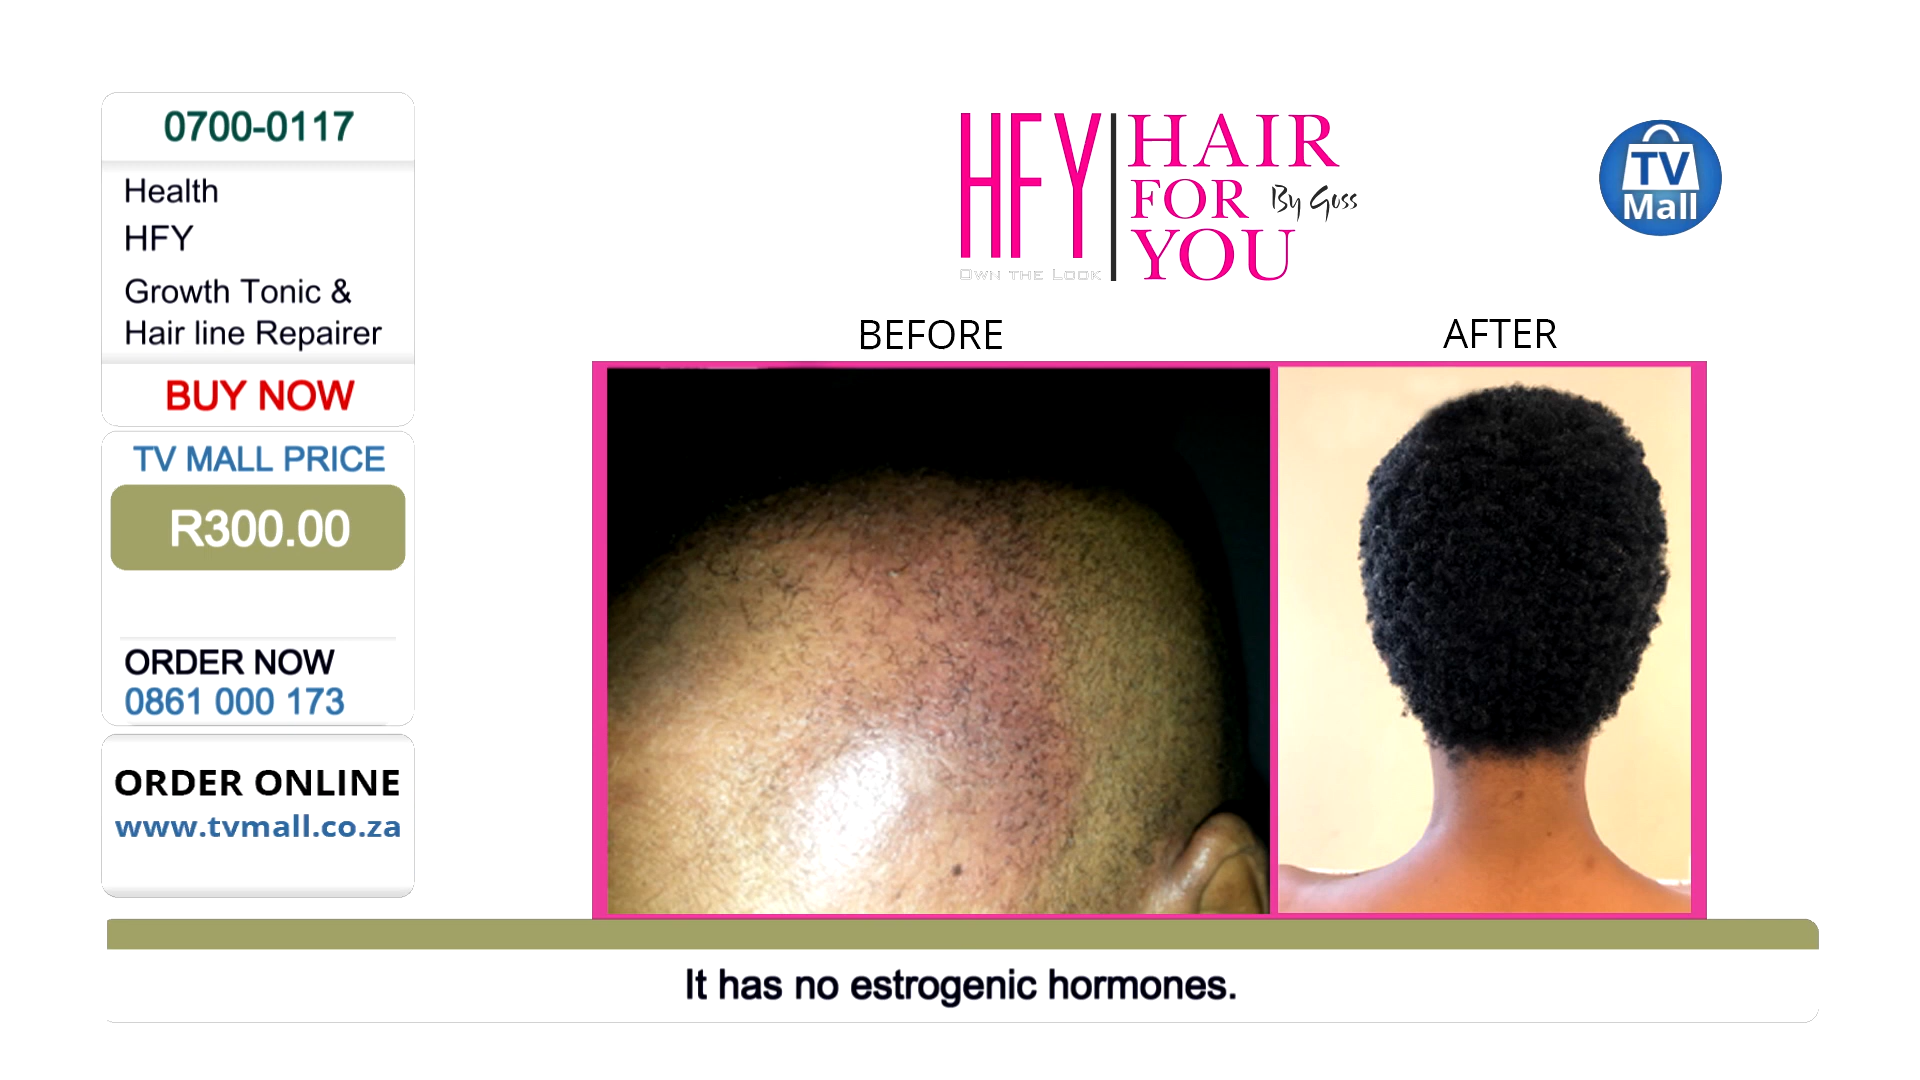 0700-0117
Health
HFY
Growth Tonic &
Hair line Repairer
BUY NOW
TV MALL PRICE
R300.00
ORDER NOW
0861 000 173
ORDER ONLINE
www.tvmall.co.za
HFY
OWN THE LOOK
HAIR
FOR By Guss
YOU
TV
Mall
BEFORE
AFTER
It has no estrogenic hormones.